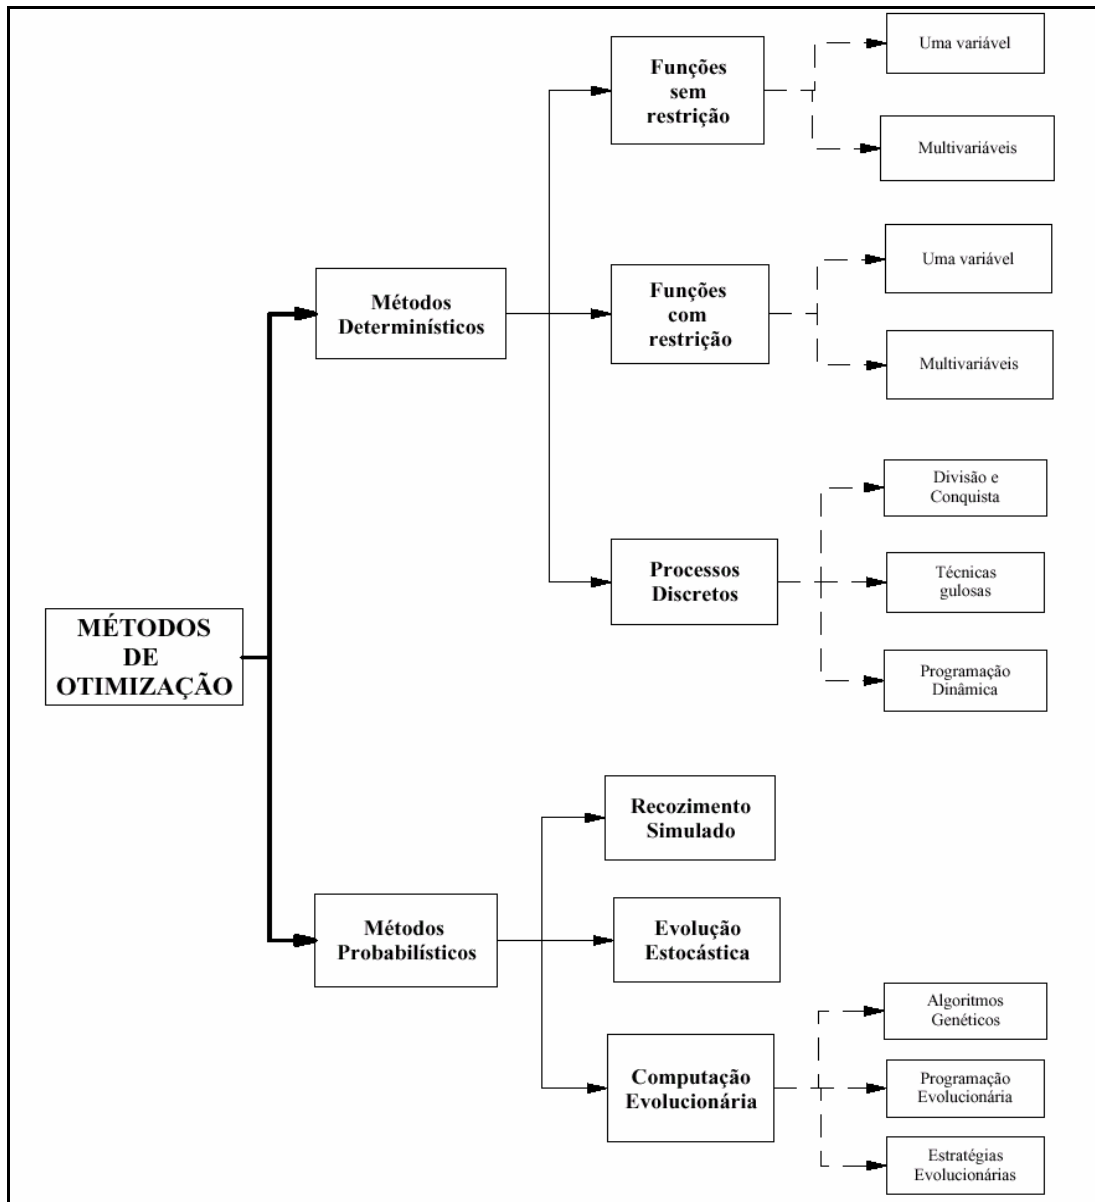 MÉTODOS
DE
OTIMIZAÇÃO
Métodos
Determinísticos
Funções
sem
restrição
Uma variável
Multivariáveis
Funções
com
restrição
Uma variável
Multivariáveis
Processos
Discretos
Divisão e
Conquista
Técnicas
gulosas
Programação
Dinâmica
Métodos
Probabilísticos
Recozimento
Simulado
Evolução
Estocástica
Computação
Evolucionária
Algoritmos
Genéticos
Programação
Evolucionária
Estratégias
Evolucionárias